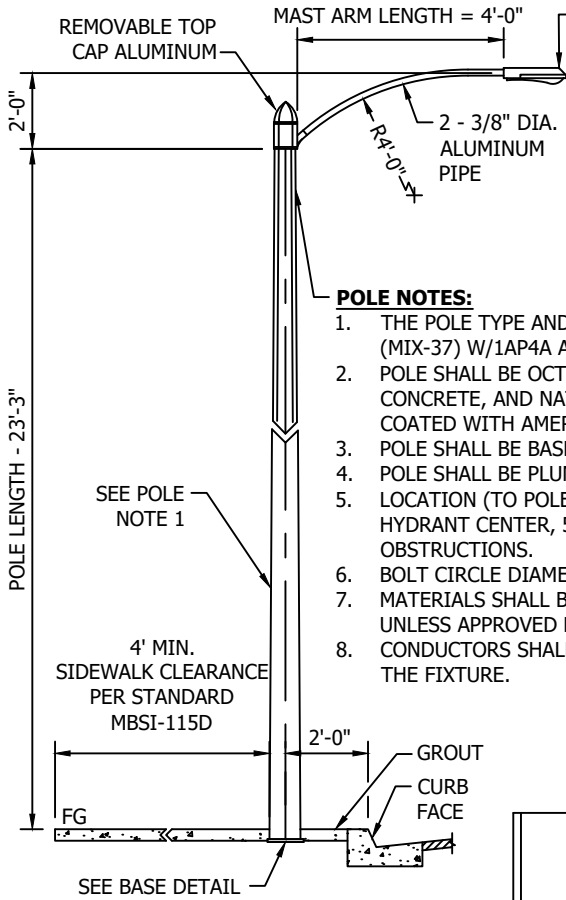 REMOVABLE TOP
CAP ALUMINUM
MAST ARM LENGTH = 4'-0"
2'-0"
2 - 3/8" DIA.
ALUMINUM
PIPE
R4'-0"
POLE LENGTH - 23'-3"
POLE NOTES:
1. THE POLE TYPE AND
(MIX-37) W/1AP4A A
2. POLE SHALL BE OCT
CONCRETE, AND NA
COATED WITH AMER
3. POLE SHALL BE BAS
4. POLE SHALL BE PLU
5. LOCATION (TO POLE
HYDRANT CENTER, 5
OBSTRUCTIONS.
6. BOLT CIRCLE DIAME
7. MATERIALS SHALL B
UNLESS APPROVED
8. CONDUCTORS SHAL
THE FIXTURE.
SEE POLE
NOTE 1
4' MIN.
SIDEWALK CLEARANCE
PER STANDARD
MBSI-115D
2'-0"
GROUT
CURB
FACE
FG
SEE BASE DETAIL